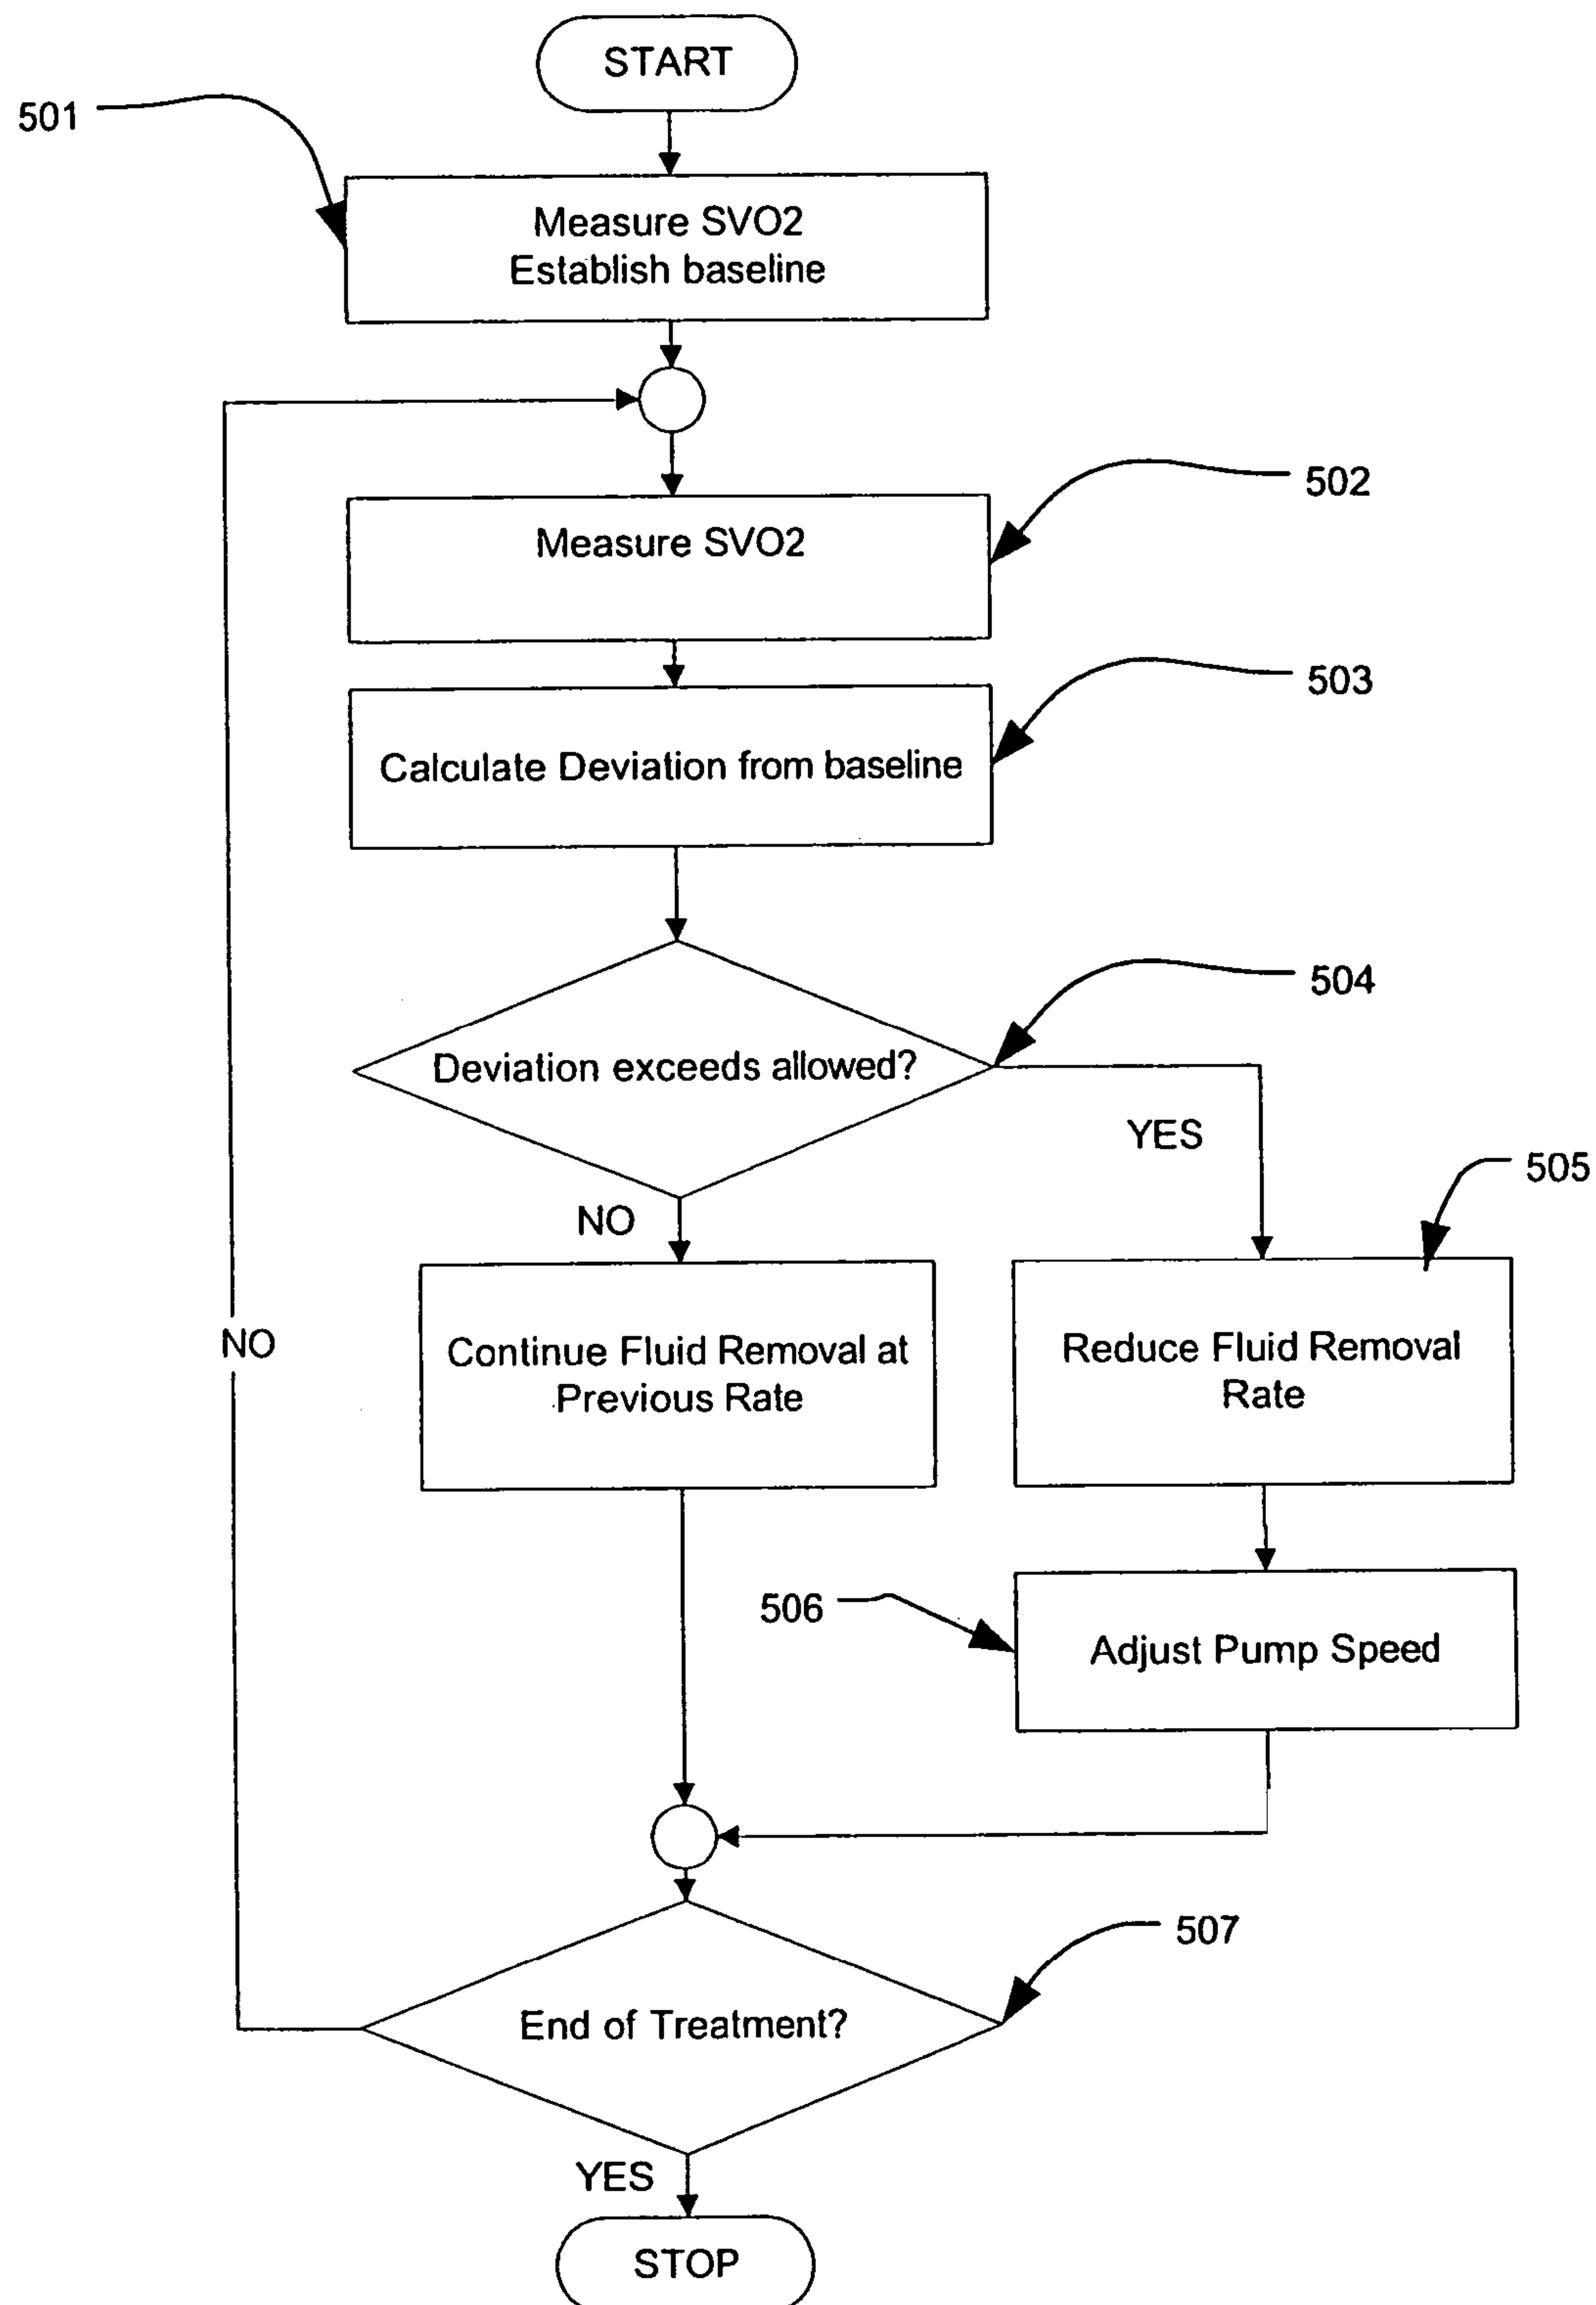 START
501
Measure SVO2
Establish baseline
502
Measure SVO2
503
Calculate Deviation from baseline
504
Deviation exceeds allowed?
YES
505
NO
NO
Continue Fluid Removal at
Previous Rate
Reduce Fluid Removal
Rate
506
Adjust Pump Speed
507
End of Treatment?
YES
STOP